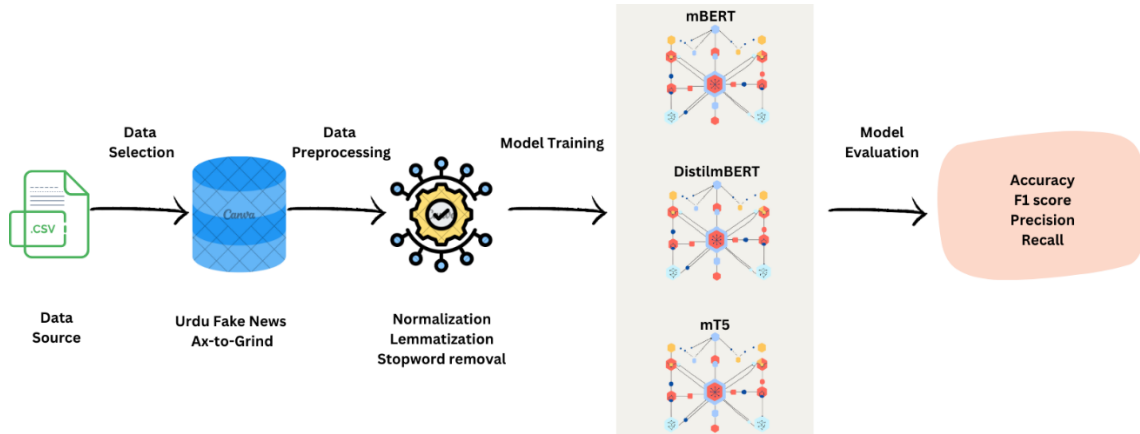 mBERT
Data
Selection
Data
Preprocessing
Model Training
Model
Evaluation
DistilmBERT
Accuracy
F1 score
Precision
Recall
.CSV
Canva
Data
Source
Urdu Fake News
Ax-to-Grind
Normalization
Lemmatization
Stopword removal
mT5